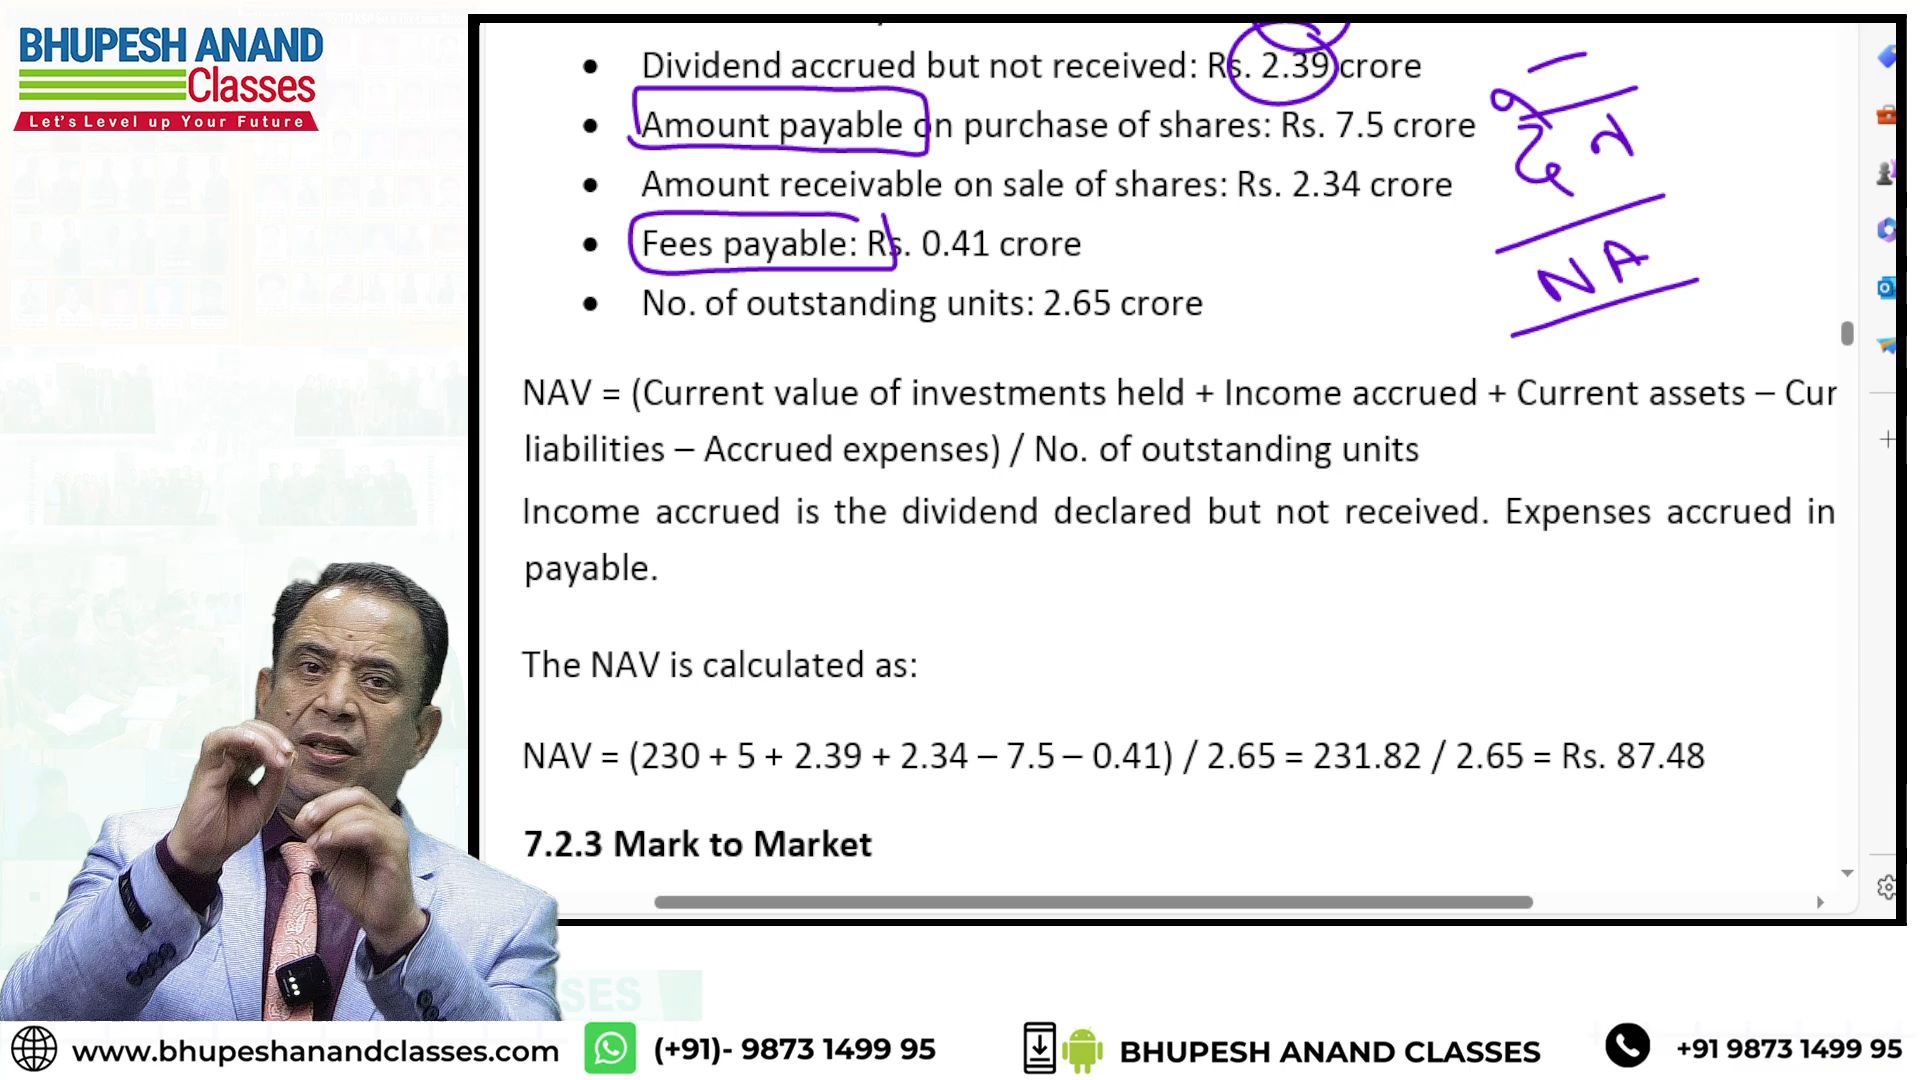 BHUPESH ANAND
Classes
Let's Level up Your Future
• Dividend accrued but not received: Rs. 2.39 crore
• Amount payable on purchase of shares: Rs. 7.5 crore
• Amount receivable on sale of shares: Rs. 2.34 crore
• Fees payable: Rs. 0.41 crore
• No. of outstanding units: 2.65 crore
NA
NAV = (Current value of investments held + Income accrued + Current assets – Cur
liabilities – Accrued expenses) / No. of outstanding units
Income accrued is the dividend declared but not received. Expenses accrued in
payable.
The NAV is calculated as:
NAV = (230 + 5 + 2.39 + 2.34 – 7.5 – 0.41) / 2.65 = 231.82 / 2.65 = Rs. 87.48
7.2.3 Mark to Market
SES
www.bhupeshanandclasses.com
(+91)- 9873 1499 95
BHUPESH ANAND CLASSES
+91 9873 1499 95